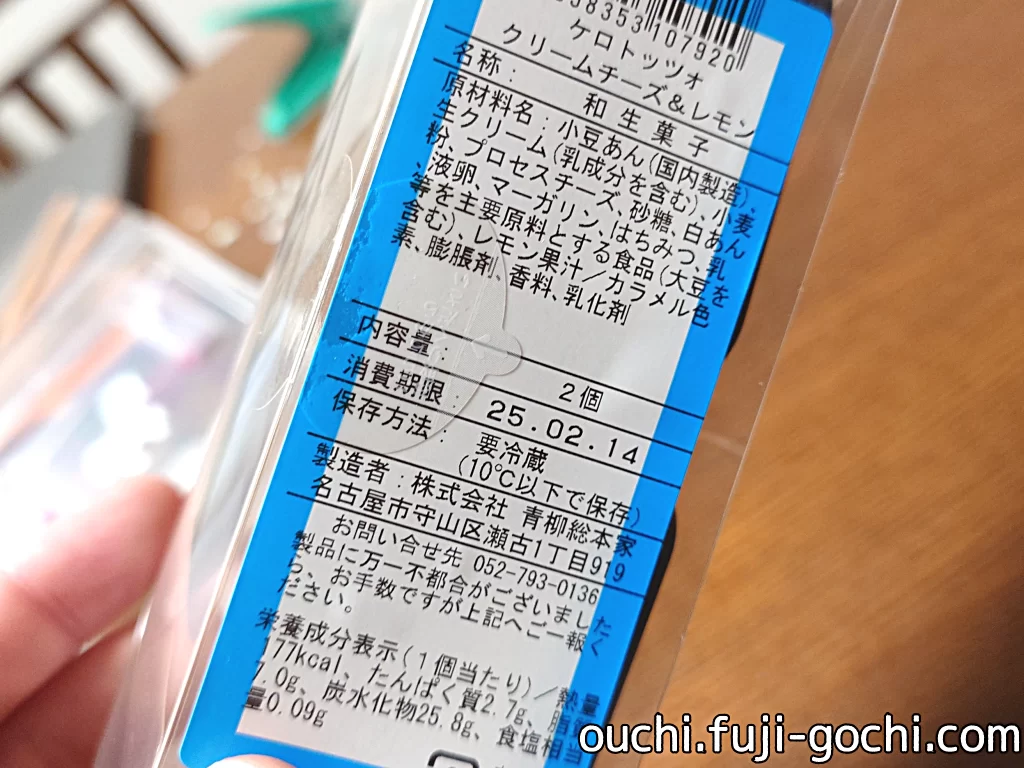 58353 107920
ケロトッツォ
クリームチーズ&レモン
名称: 和生菓子
原材料名:小豆あん(国内製造)、
生クリーム(乳成分を含む)、小麦
粉、プロセスチーズ、砂糖、白あん
、液卵、マーガリン、はちみつ、乳
等を主要原料とする食品(大豆を
含む)、レモン果汁/カラメル色
素、膨脹剤、香料、乳化剤
内容量: 2個
消費期限: 25.02.14
保存方法: 要冷蔵
(10℃以下で保存)
製造者:株式会社 青柳総本家
名古屋市守山区瀬古1丁目919
お問い合せ先 052-793-0136
製品に万一不都合がございました
ら、お手数ですが上記へご一報く
ださい。
栄養成分表示(1個当たり)/熱量
177kcal、たんぱく質2.7g、脂質
7.0g、炭水化物25.8g、食塩相当
量0.09g
ouchi.fuji-gochi.com